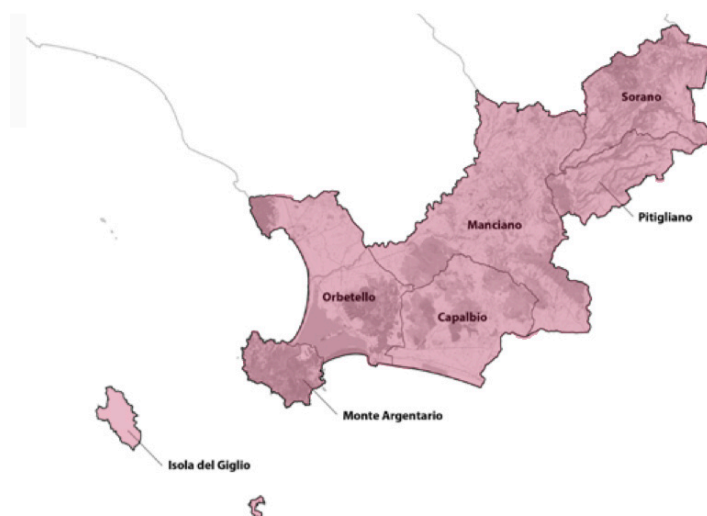 Sorano
Pitigliano
Manciano
Orbetello
Capalbio
Monte Argentario
Isola del Giglio